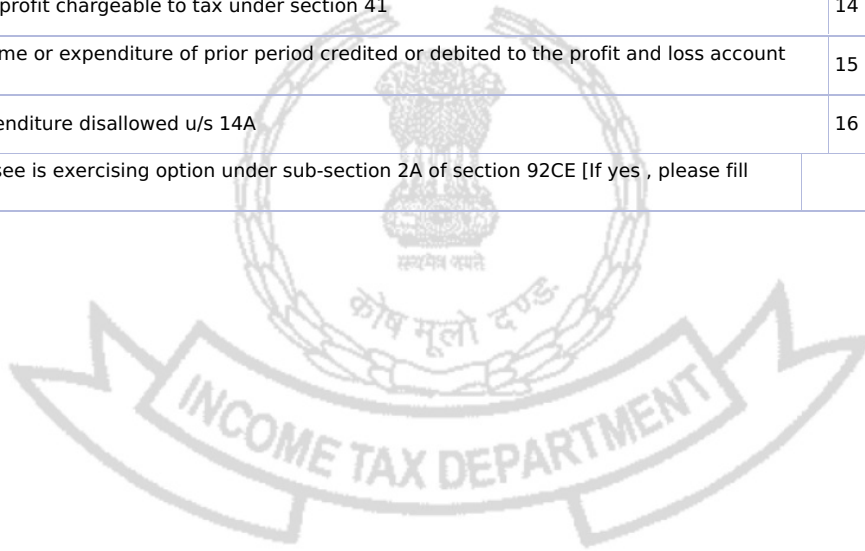 profit chargeable to tax under section 41 14
me or expenditure of prior period credited or debited to the profit and loss account 15
enditure disallowed u/s 14A 16
see is exercising option under sub-section 2A of section 92CE [If yes , please fill
सत्यमेव जयते
कोष मूलो दण्डः
INCOME TAX DEPARTMENT